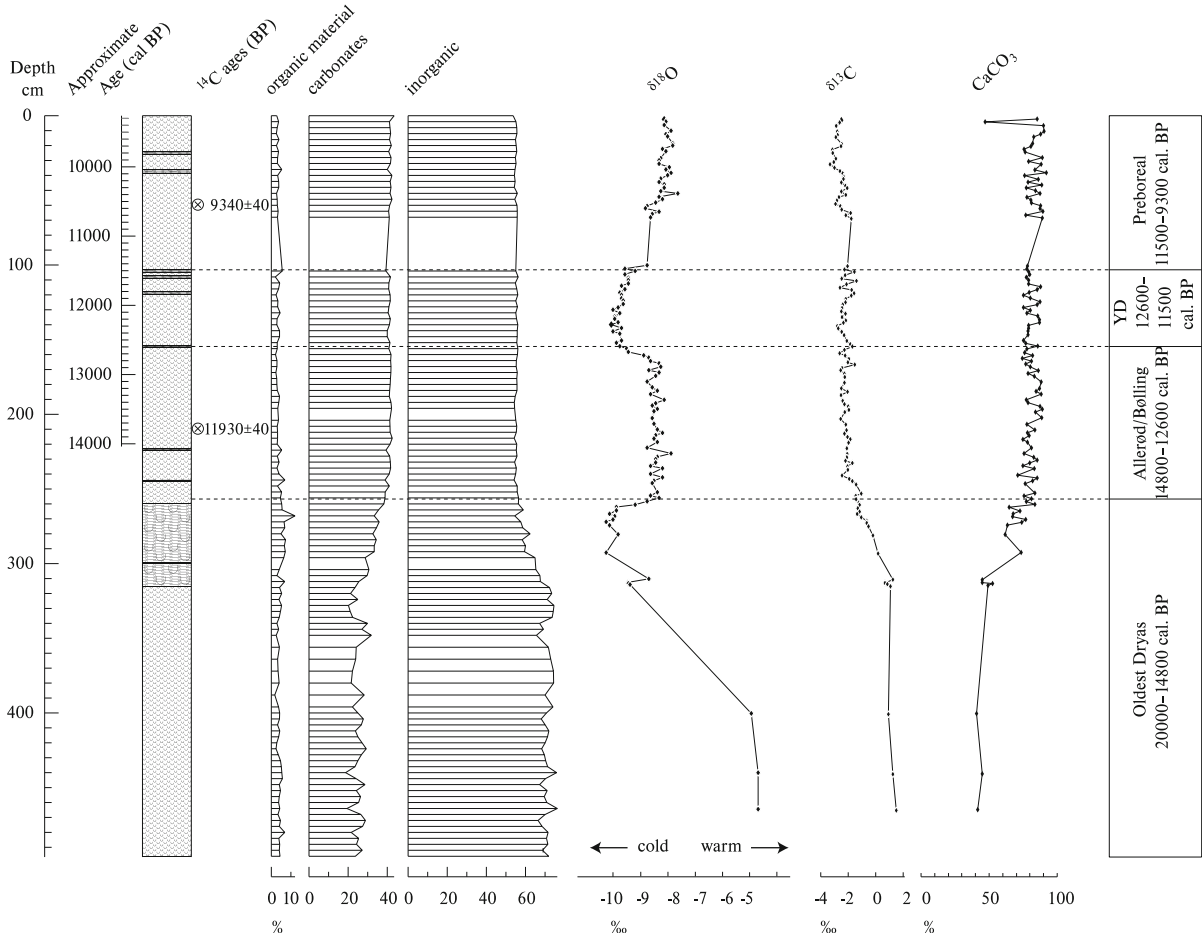 Depth
cm
Approximate
Age (cal BP)
¹⁴C ages (BP)
organic material
carbonates
inorganic
δ18O
δ13C
CaCO₃
0
100
200
300
400
10000
11000
12000
13000
14000
9340±40
11930±40
cold
warm
Preboreal
11500–9300 cal. BP
YD
12600–
11500
cal. BP
Allerød/Bølling
14800–12600 cal. BP
Oldest Dryas
20000–14800 cal. BP
0 10
0 20 40
0 20 40 60
-10 -9 -8 -7 -6 -5
-4 -2 0 2
0 50 100
%
%
%
‰
‰
%